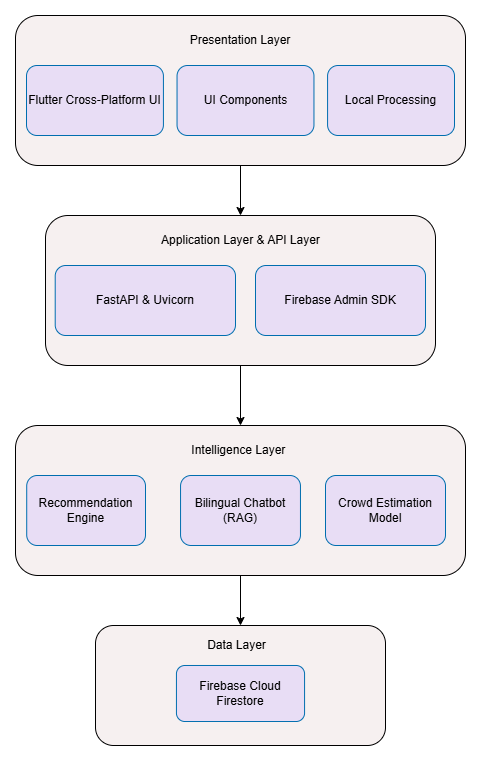 Presentation Layer
Flutter Cross-Platform UI
UI Components
Local Processing
Application Layer & API Layer
FastAPI & Uvicorn
Firebase Admin SDK
Intelligence Layer
Recommendation
Engine
Bilingual Chatbot
(RAG)
Crowd Estimation
Model
Data Layer
Firebase Cloud
Firestore